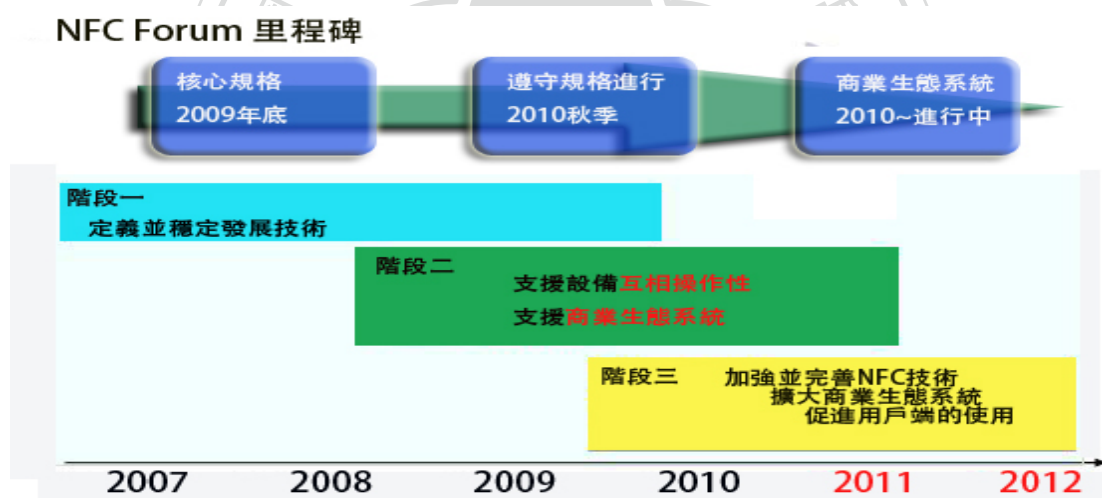 NFC Forum 里程碑
核心規格
2009年底
遵守規格進行
2010秋季
商業生態系統
2010~進行中
階段一
定義並穩定發展技術
階段二
支援設備互相操作性
支援商業生態系統
階段三
加強並完善NFC技術
擴大商業生態系統
促進用戶端的使用
2007 2008 2009 2010 2011 2012